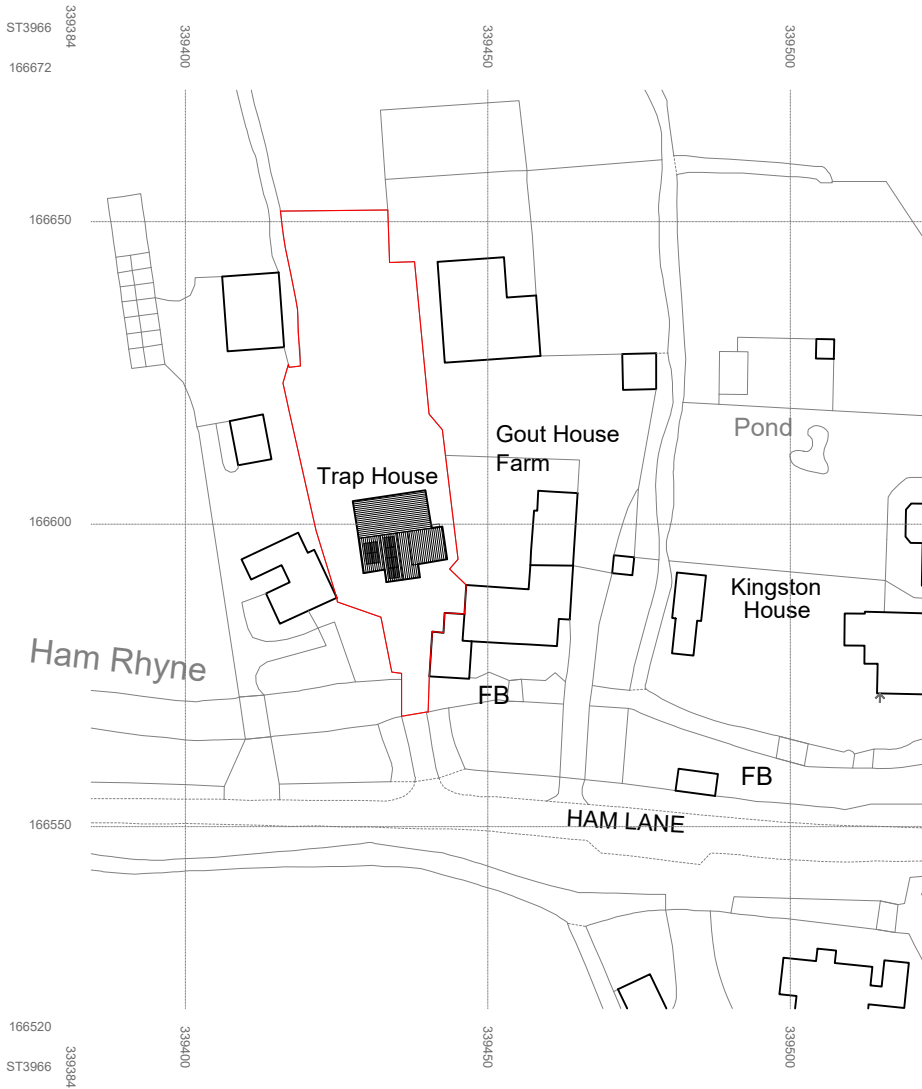 ST3966
339384
339400
339450
339500
166672
166650
Gout House
Farm
Pond
Trap House
166600
Kingston
House
Ham Rhyne
FB
FB
HAM LANE
166550
166520
339384
339400
339450
339500
ST3966